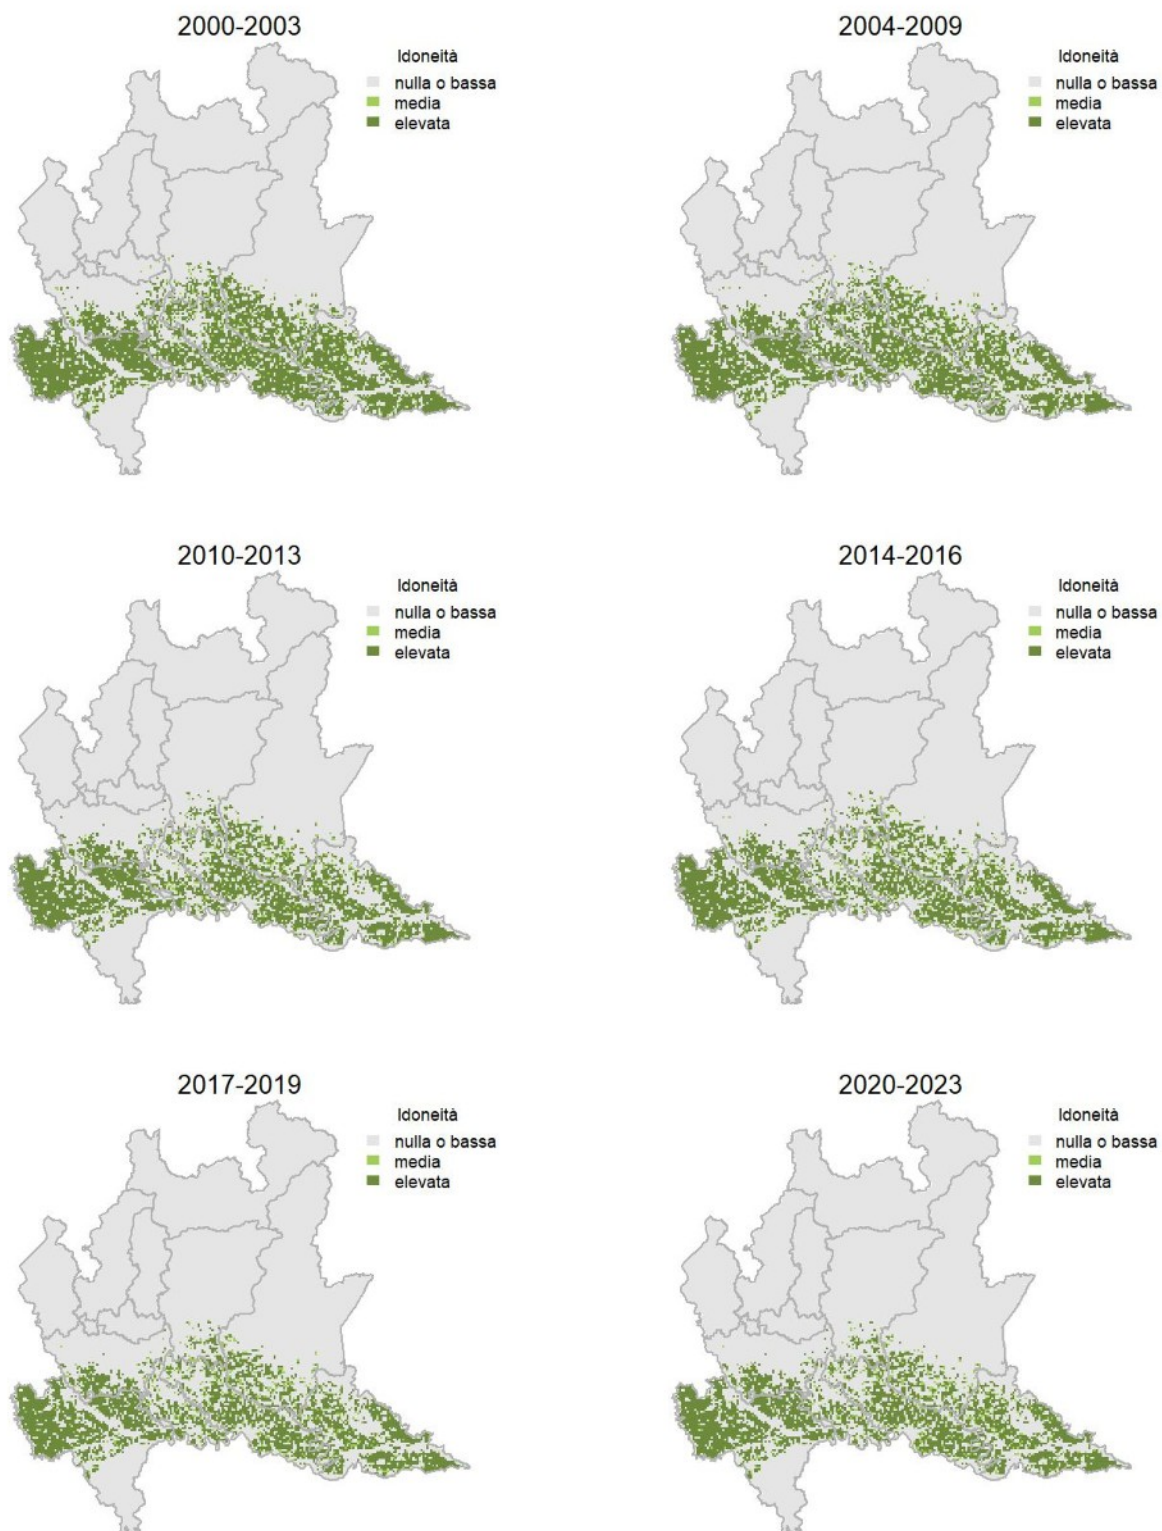 2000-2003
Idoneità
nulla o bassa
media
elevata
2004-2009
Idoneità
nulla o bassa
media
elevata
2010-2013
Idoneità
nulla o bassa
media
elevata
2014-2016
Idoneità
nulla o bassa
media
elevata
2017-2019
Idoneità
nulla o bassa
media
elevata
2020-2023
Idoneità
nulla o bassa
media
elevata